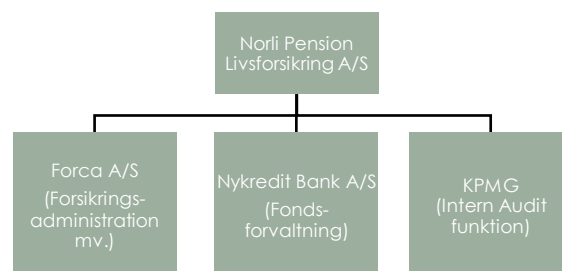 Norli Pension
Livsforsikring A/S
Forca A/S
(Forsikrings-
administration
mv.)
Nykredit Bank A/S
(Fonds-
forvaltning)
KPMG
(Intern Audit
funktion)